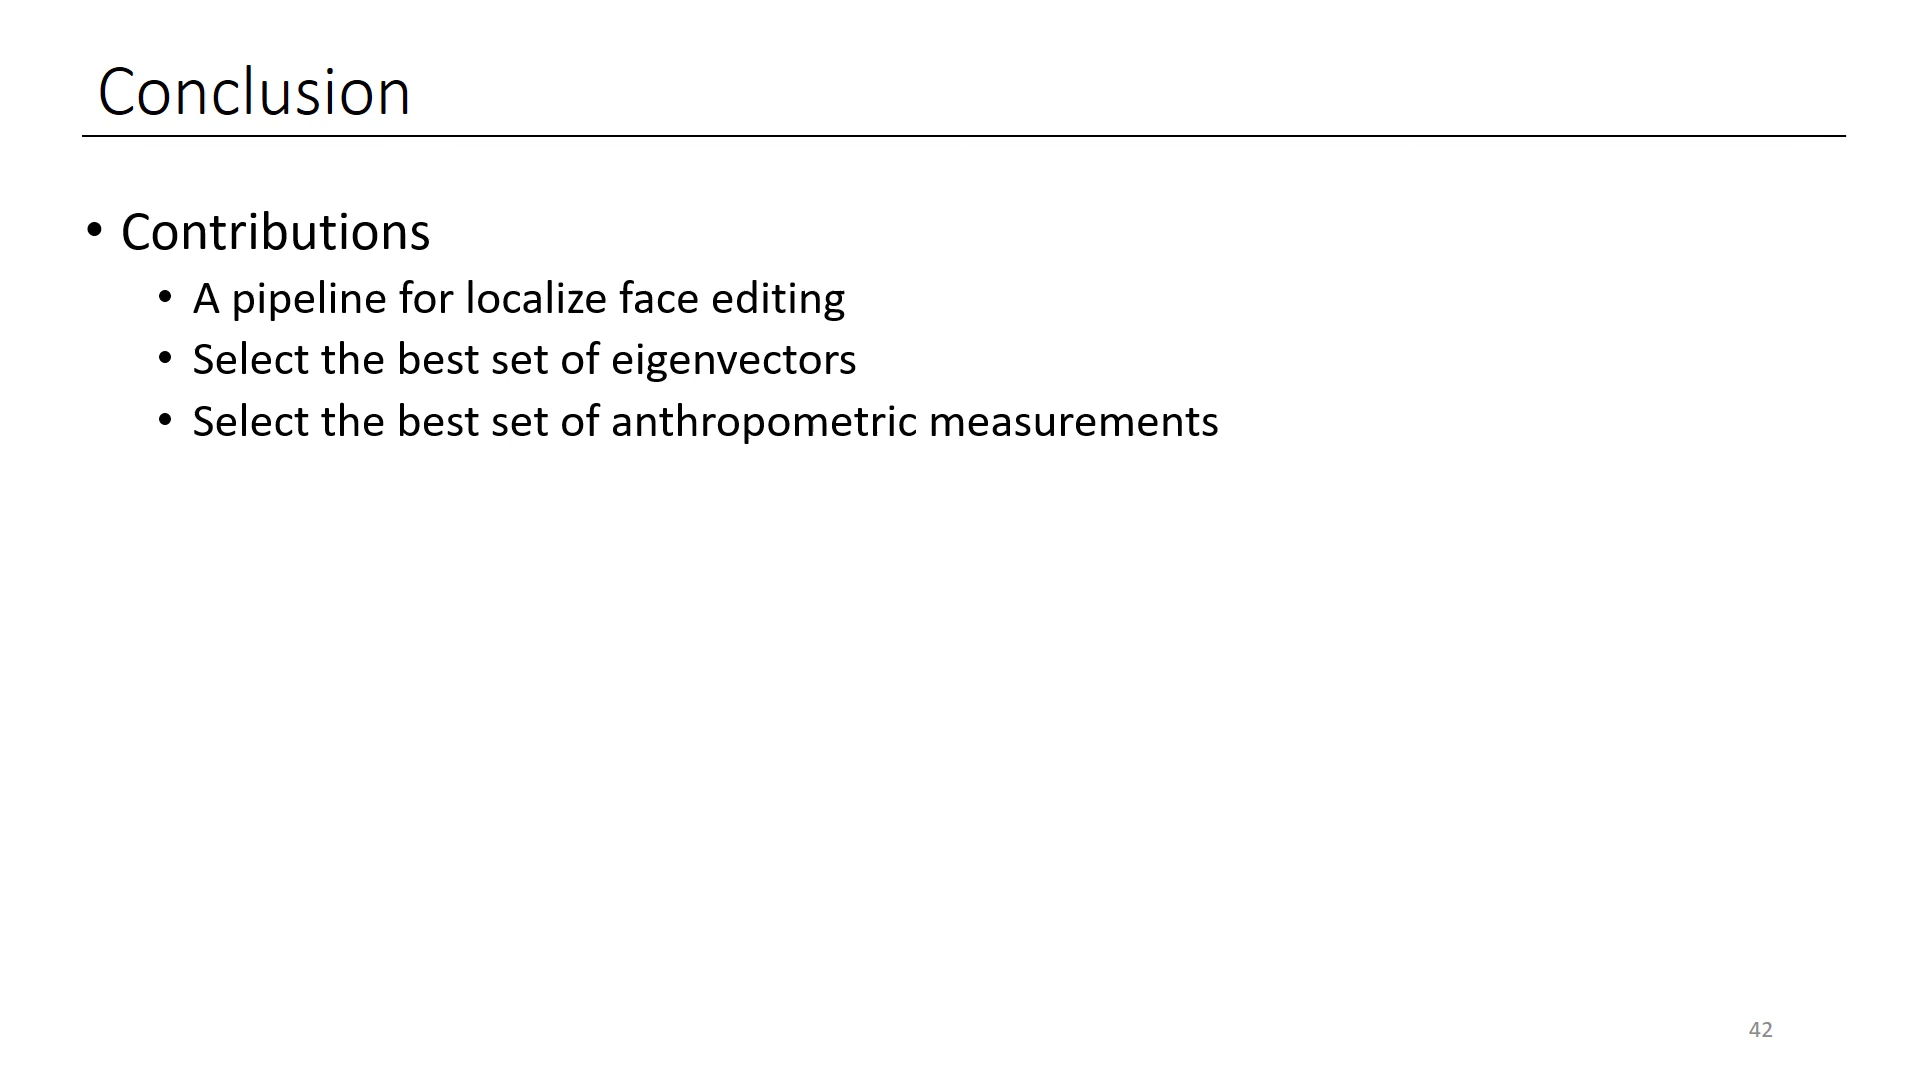 Conclusion
• Contributions
• A pipeline for localize face editing
• Select the best set of eigenvectors
• Select the best set of anthropometric measurements
42